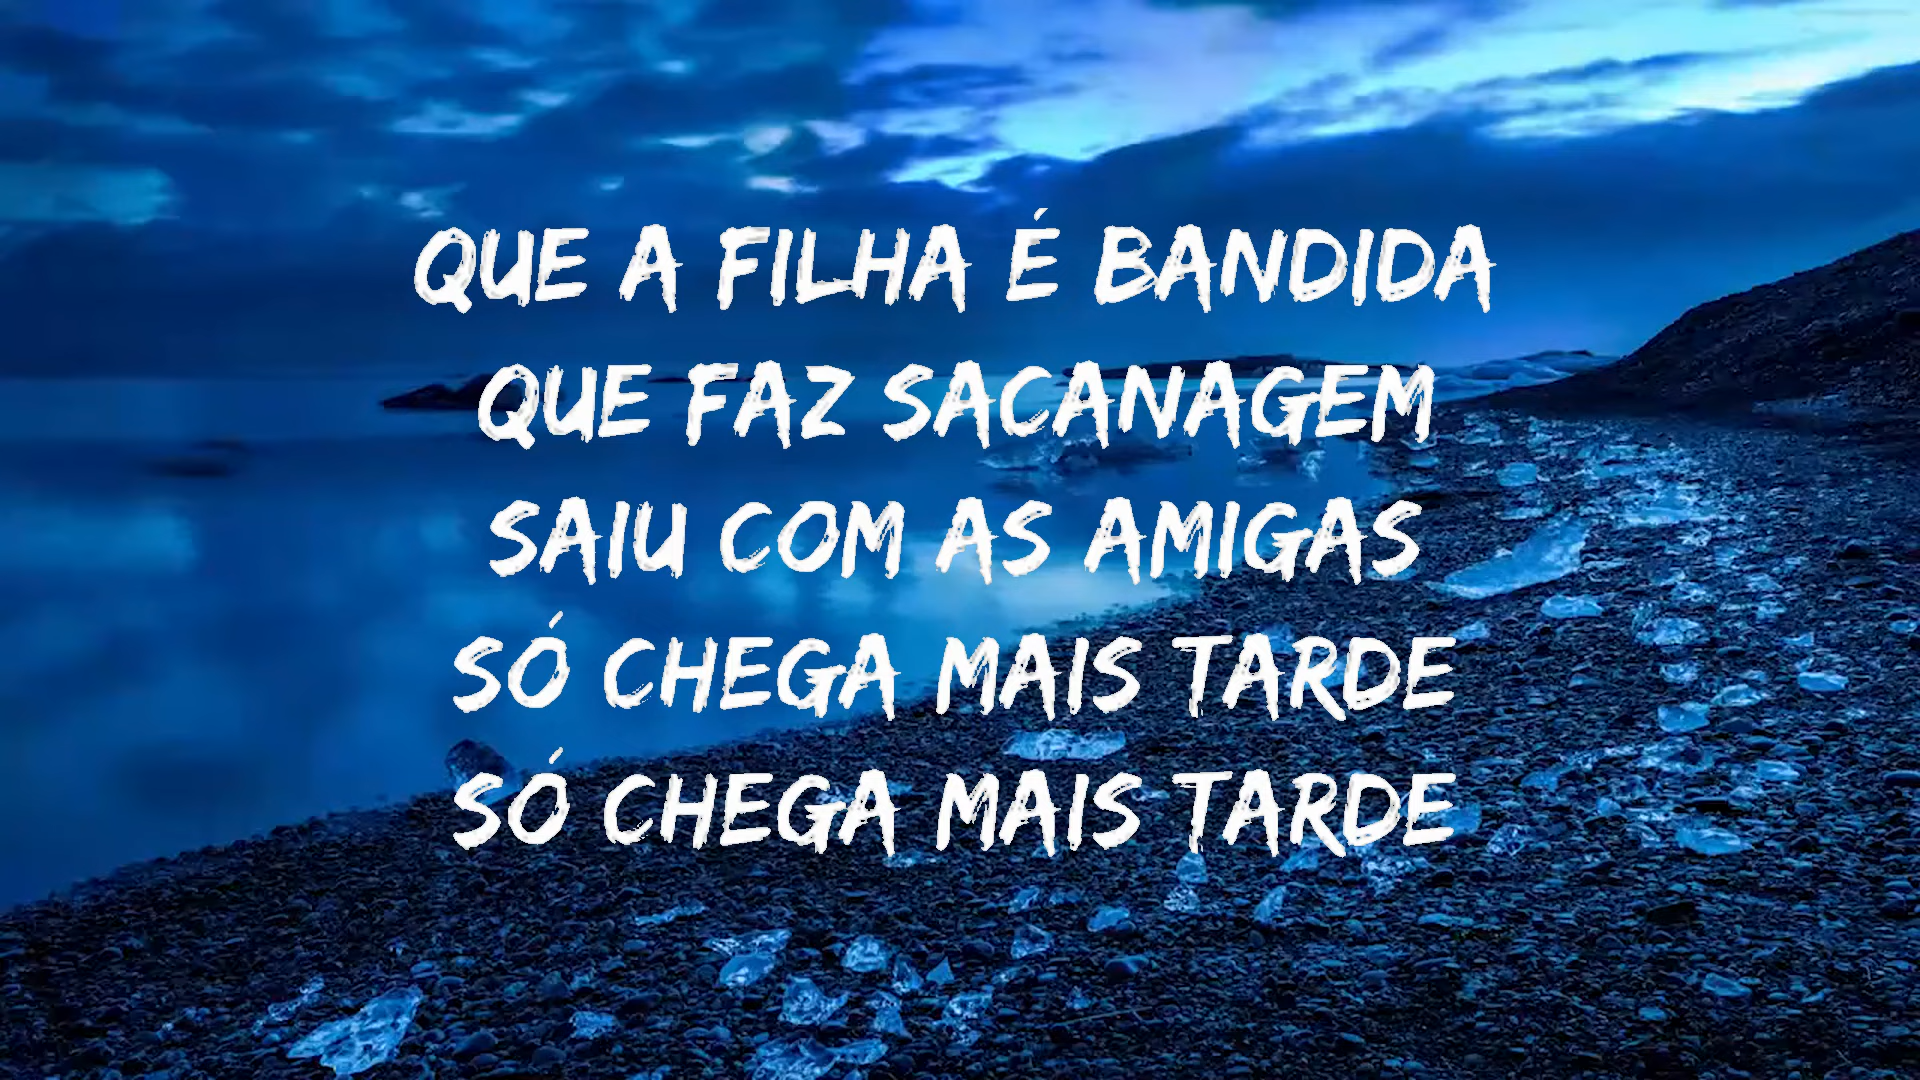 QUE A FILHA É BANDIDA
QUE FAZ SACANAGEM
SAIU COM AS AMIGAS
SÓ CHEGA MAIS TARDE
SÓ CHEGA MAIS TARDE